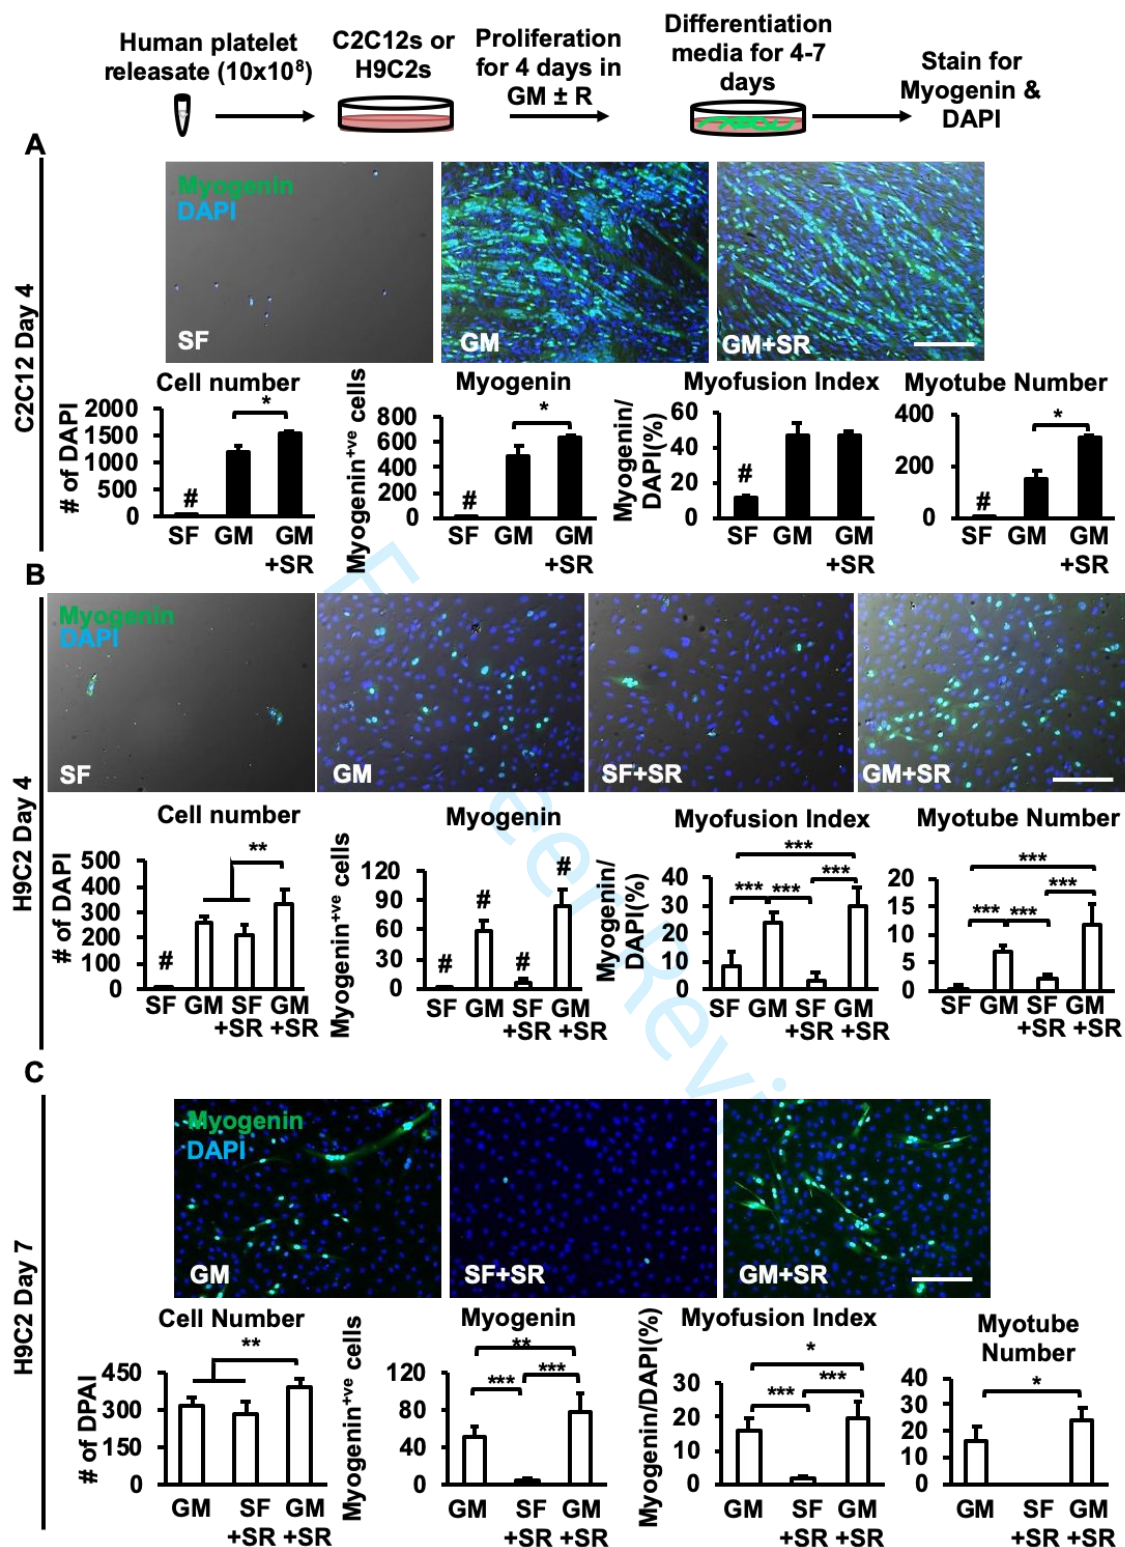 Human platelet
releasate (10x10⁸)
C2C12s or
H9C2s
Proliferation
for 4 days in
GM ± R
Differentiation
media for 4-7
days
Stain for
Myogenin &
DAPI
A
C2C12 Day 4
Myogenin
DAPI
SF
GM
GM+SR
Cell number
# of DAPI
2000
1500
1000
500
0
#
*
SF GM GM
+SR
Myogenin
Myogenin+ve cells
800
600
400
200
0
#
*
SF GM GM
+SR
Myofusion Index
Myogenin/
DAPI(%)
60
40
20
0
#
SF GM GM
+SR
Myotube Number
400
200
0
#
*
SF GM GM
+SR
B
H9C2 Day 4
Myogenin
DAPI
SF
GM
SF+SR
GM+SR
Cell number
# of DAPI
500
400
300
200
100
0
#
**
SF GM SF GM
+SR +SR
Myogenin
Myogenin+ve cells
120
90
60
30
0
# # # #
SF GM SF GM
+SR +SR
Myofusion Index
Myogenin/
DAPI(%)
40
30
20
10
0
***
***
*** ***
SF GM SF GM
+SR +SR
Myotube Number
20
15
10
5
0
***
***
*** ***
SF GM SF GM
+SR +SR
C
H9C2 Day 7
Myogenin
DAPI
GM
SF+SR
GM+SR
Cell Number
# of DPAI
450
300
150
0
**
GM SF GM
+SR +SR
Myogenin
Myogenin+ve cells
120
80
40
0
**
***
***
GM SF GM
+SR +SR
Myofusion Index
Myogenin/DAPI(%)
30
20
10
0
*
***
***
GM SF GM
+SR +SR
Myotube
Number
40
30
20
10
0
*
GM SF GM
+SR +SR